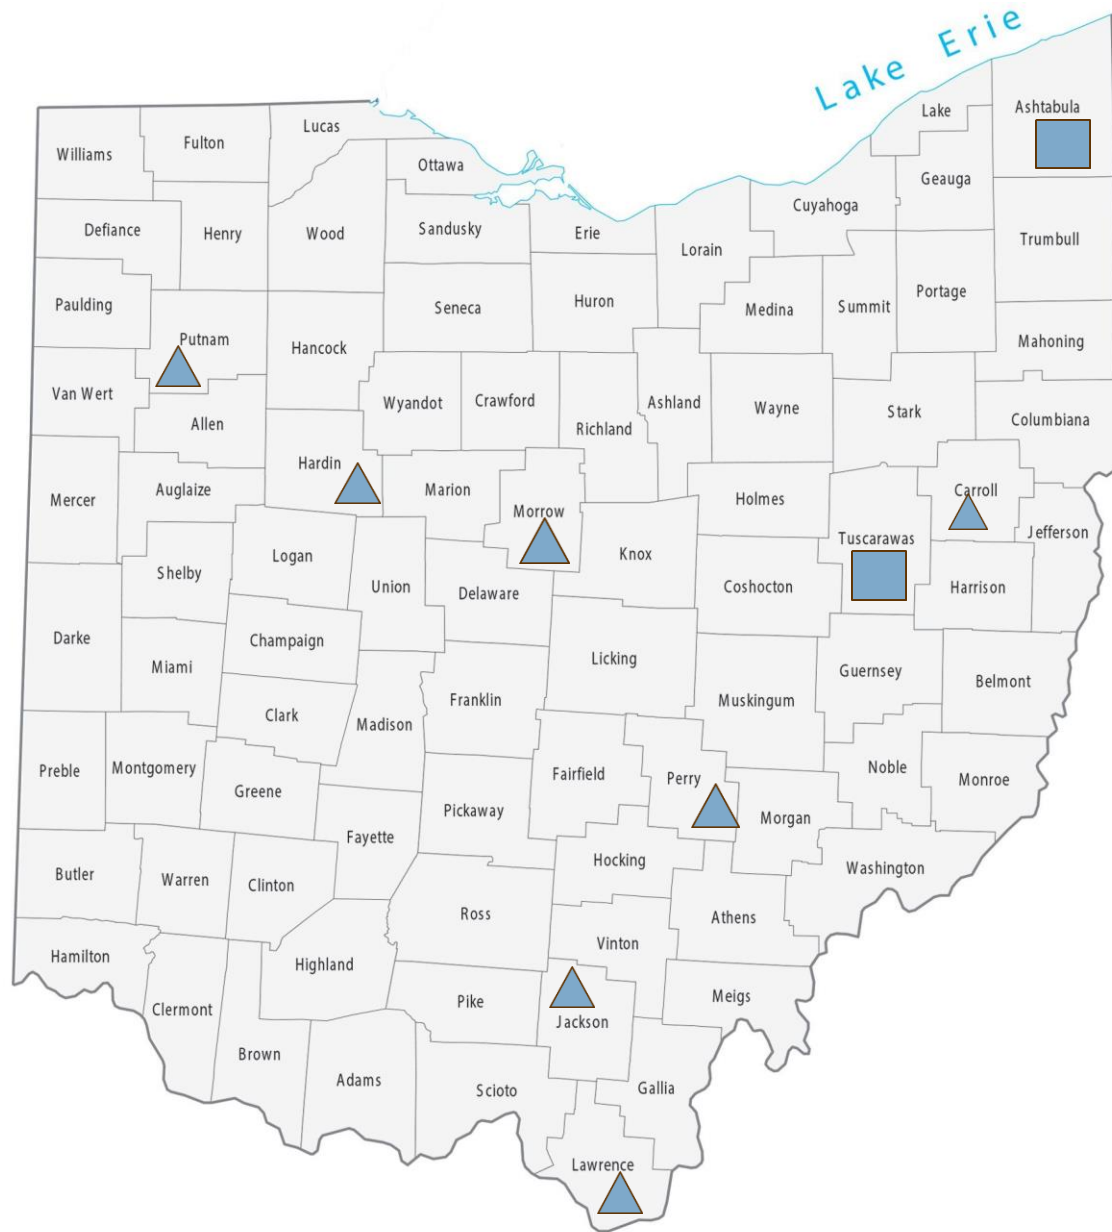 Lake Erie
Lake
Ashtabula
Lucas
Fulton
Williams
Ottawa
Geauga
Cuyahoga
Defiance
Henry
Wood
Sandusky
Erie
Lorain
Trumbull
Paulding
Putnam
Hancock
Seneca
Huron
Medina
Summit
Portage
Mahoning
Van Wert
Allen
Wyandot
Crawford
Richland
Ashland
Wayne
Stark
Columbiana
Mercer
Auglaize
Hardin
Marion
Morrow
Holmes
Carroll
Tuscarawas
Jefferson
Shelby
Logan
Union
Delaware
Knox
Coshocton
Harrison
Darke
Miami
Champaign
Licking
Guernsey
Belmont
Clark
Madison
Franklin
Muskingum
Preble
Montgomery
Greene
Fairfield
Perry
Noble
Monroe
Fayette
Pickaway
Morgan
Butler
Warren
Clinton
Hocking
Washington
Ross
Athens
Hamilton
Highland
Vinton
Clermont
Pike
Jackson
Meigs
Brown
Adams
Scioto
Gallia
Lawrence